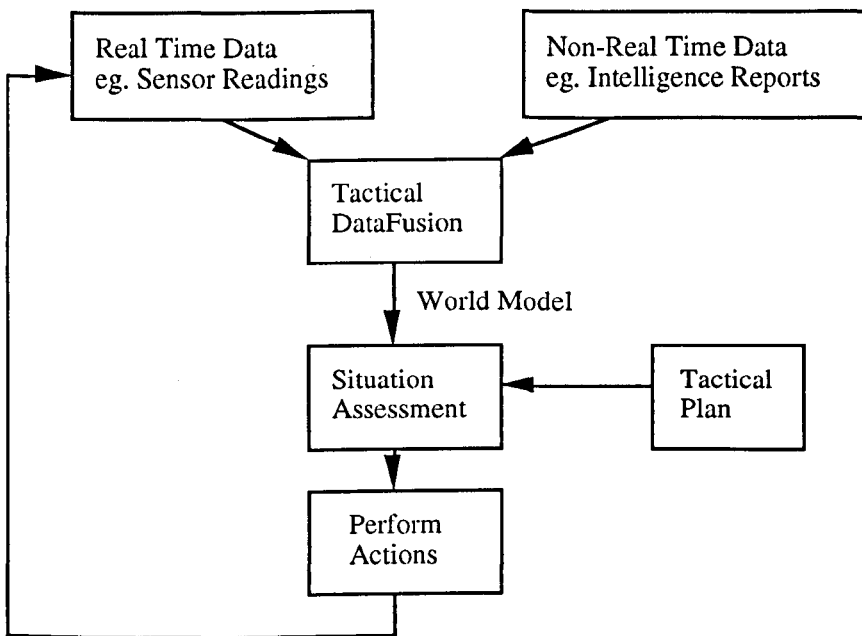 Real Time Data
eg. Sensor Readings
Non-Real Time Data
eg. Intelligence Reports
Tactical
DataFusion
World Model
Situation
Assessment
Tactical
Plan
Perform
Actions